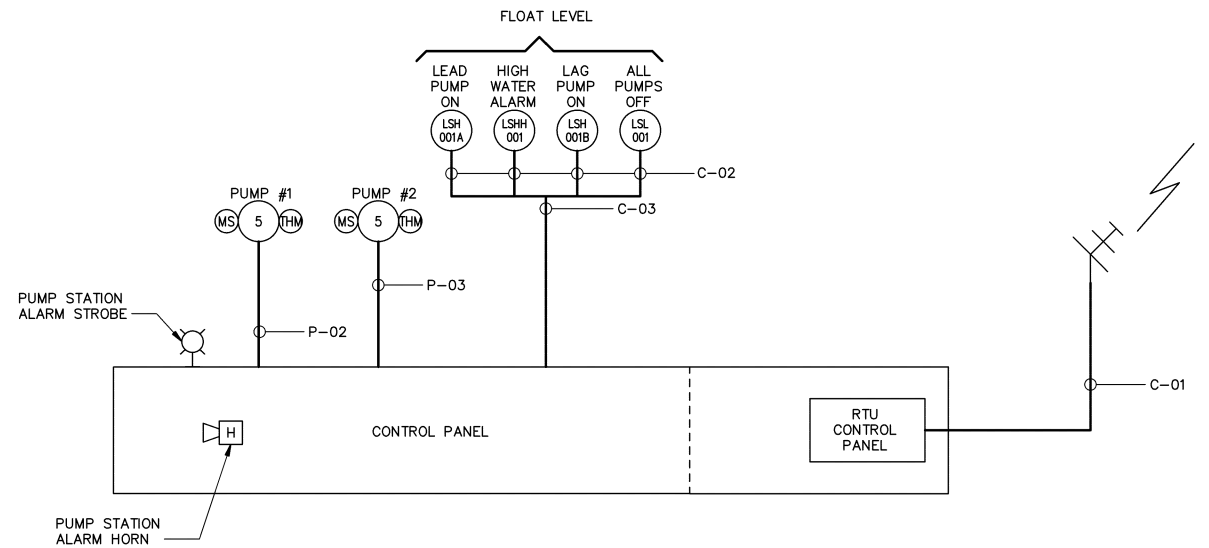 FLOAT LEVEL
LEAD
PUMP
ON
HIGH
WATER
ALARM
LAG
PUMP
ON
ALL
PUMPS
OFF
LSH
001A
LSHH
001
LSH
001B
LSL
001
C-02
C-03
PUMP #1
MS
5
THM
PUMP #2
MS
5
THM
P-03
P-02
PUMP STATION
ALARM STROBE
C-01
H
CONTROL PANEL
RTU
CONTROL
PANEL
PUMP STATION
ALARM HORN